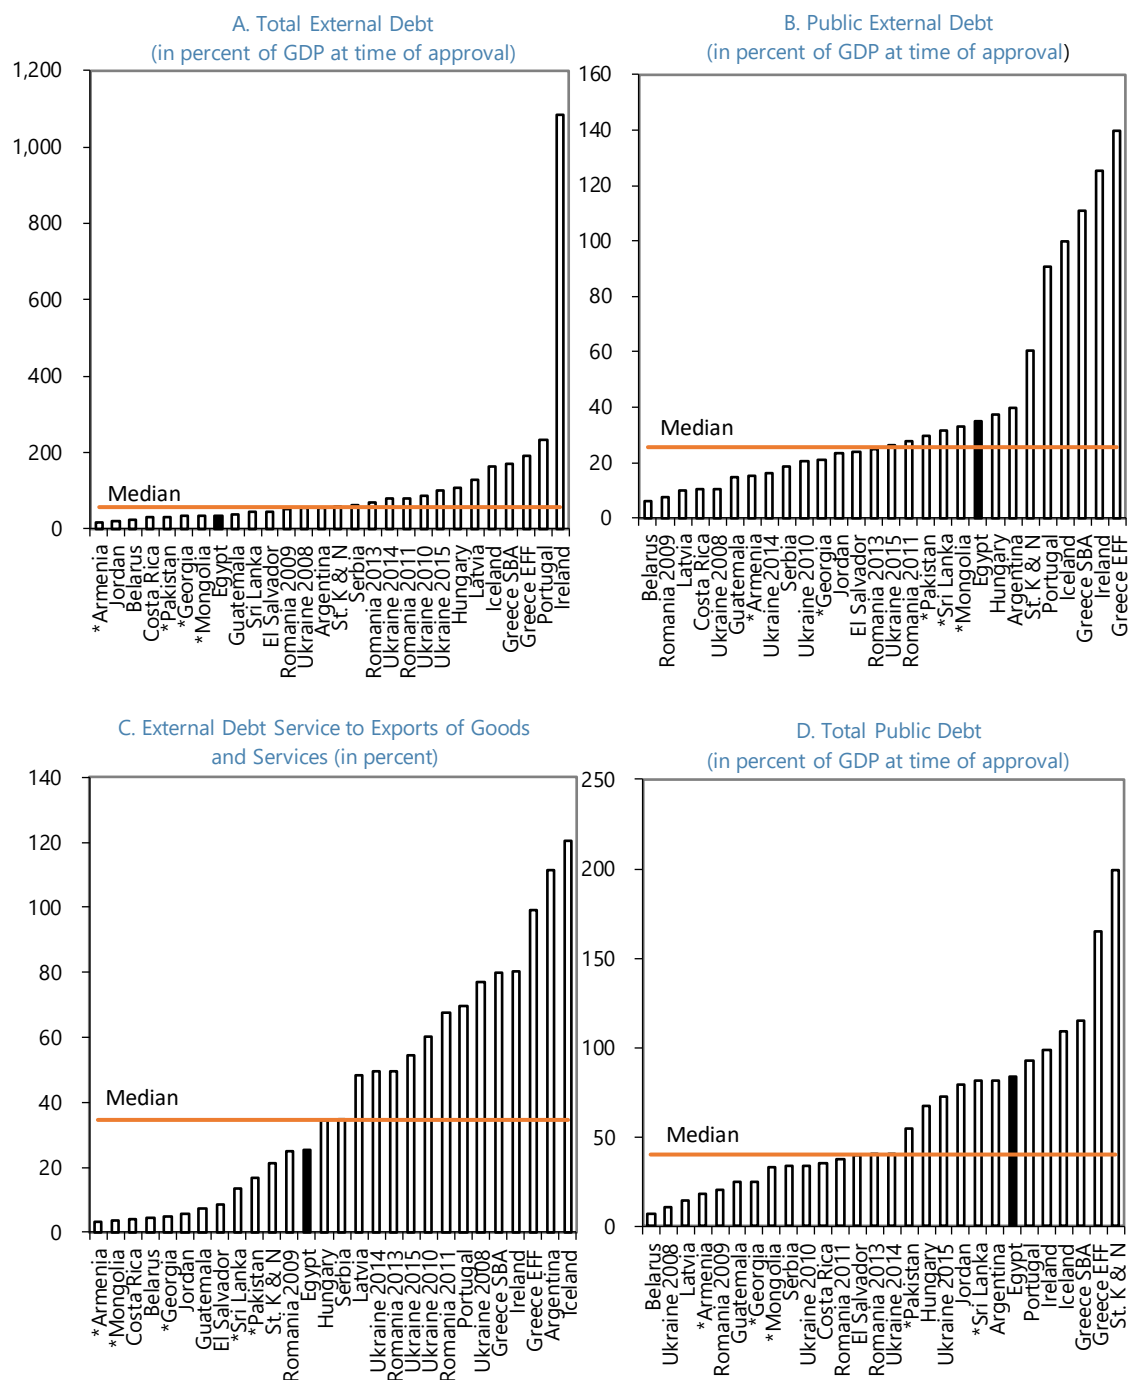 A. Total External Debt
(in percent of GDP at time of approval)
1,200
1,000
800
600
400
200
0
Median
*Armenia
Jordan
Belarus
Costa Rica
*Pakistan
*Georgia
*Mongolia
Egypt
Guatemala
Sri Lanka
El Salvador
Romania 2009
Ukraine 2008
Argentina
St. K & N
Serbia
Romania 2013
Ukraine 2014
Romania 2011
Ukraine 2010
Ukraine 2015
Hungary
Latvia
Iceland
Greece SBA
Greece EFF
Portugal
Ireland
B. Public External Debt
(in percent of GDP at time of approval)
160
140
120
100
80
60
40
20
0
Median
Belarus
Romania 2009
Latvia
Costa Rica
Ukraine 2008
Guatemala
*Armenia
Ukraine 2014
Serbia
Ukraine 2010
*Georgia
Jordan
El Salvador
Romania 2013
Ukraine 2015
Romania 2011
*Pakistan
*Sri Lanka
*Mongolia
Egypt
Hungary
Argentina
St. K & N
Portugal
Iceland
Greece SBA
Ireland
Greece EFF
C. External Debt Service to Exports of Goods
and Services (in percent)
140
120
100
80
60
40
20
0
Median
*Armenia
*Mongolia
Costa Rica
Belarus
*Georgia
Jordan
Guatemala
El Salvador
*Sri Lanka
*Pakistan
St. K & N
Romania 2009
Egypt
Hungary
Serbia
Latvia
Ukraine 2014
Romania 2013
Ukraine 2015
Ukraine 2010
Romania 2011
Portugal
Ukraine 2008
Greece SBA
Ireland
Greece EFF
Argentina
Iceland
D. Total Public Debt
(in percent of GDP at time of approval)
250
200
150
100
50
0
Median
Belarus
Ukraine 2008
Latvia
*Armenia
Romania 2009
Guatemala
*Georgia
*Mongolia
Serbia
Ukraine 2010
Costa Rica
Romania 2011
El Salvador
Romania 2013
Ukraine 2014
*Pakistan
Hungary
Ukraine 2015
Jordan
*Sri Lanka
Argentina
Egypt
Portugal
Ireland
Iceland
Greece SBA
Greece EFF
St. K & N